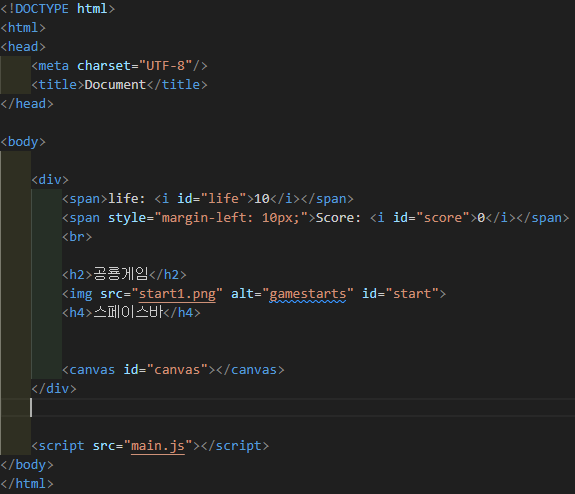 <!DOCTYPE html>
<html>
<head>
<meta charset="UTF-8"/>
<title>Document</title>
</head>
<body>
<div>
<span>life: <i id="life">10</i></span>
<span style="margin-left: 10px;">Score: <i id="score">0</i></span>
<br>
<h2>공룡게임</h2>
<img src="start1.png" alt="gamestarts" id="start">
<h4>스페이스바</h4>
<canvas id="canvas"></canvas>
</div>
<script src="main.js"></script>
</body>
</html>